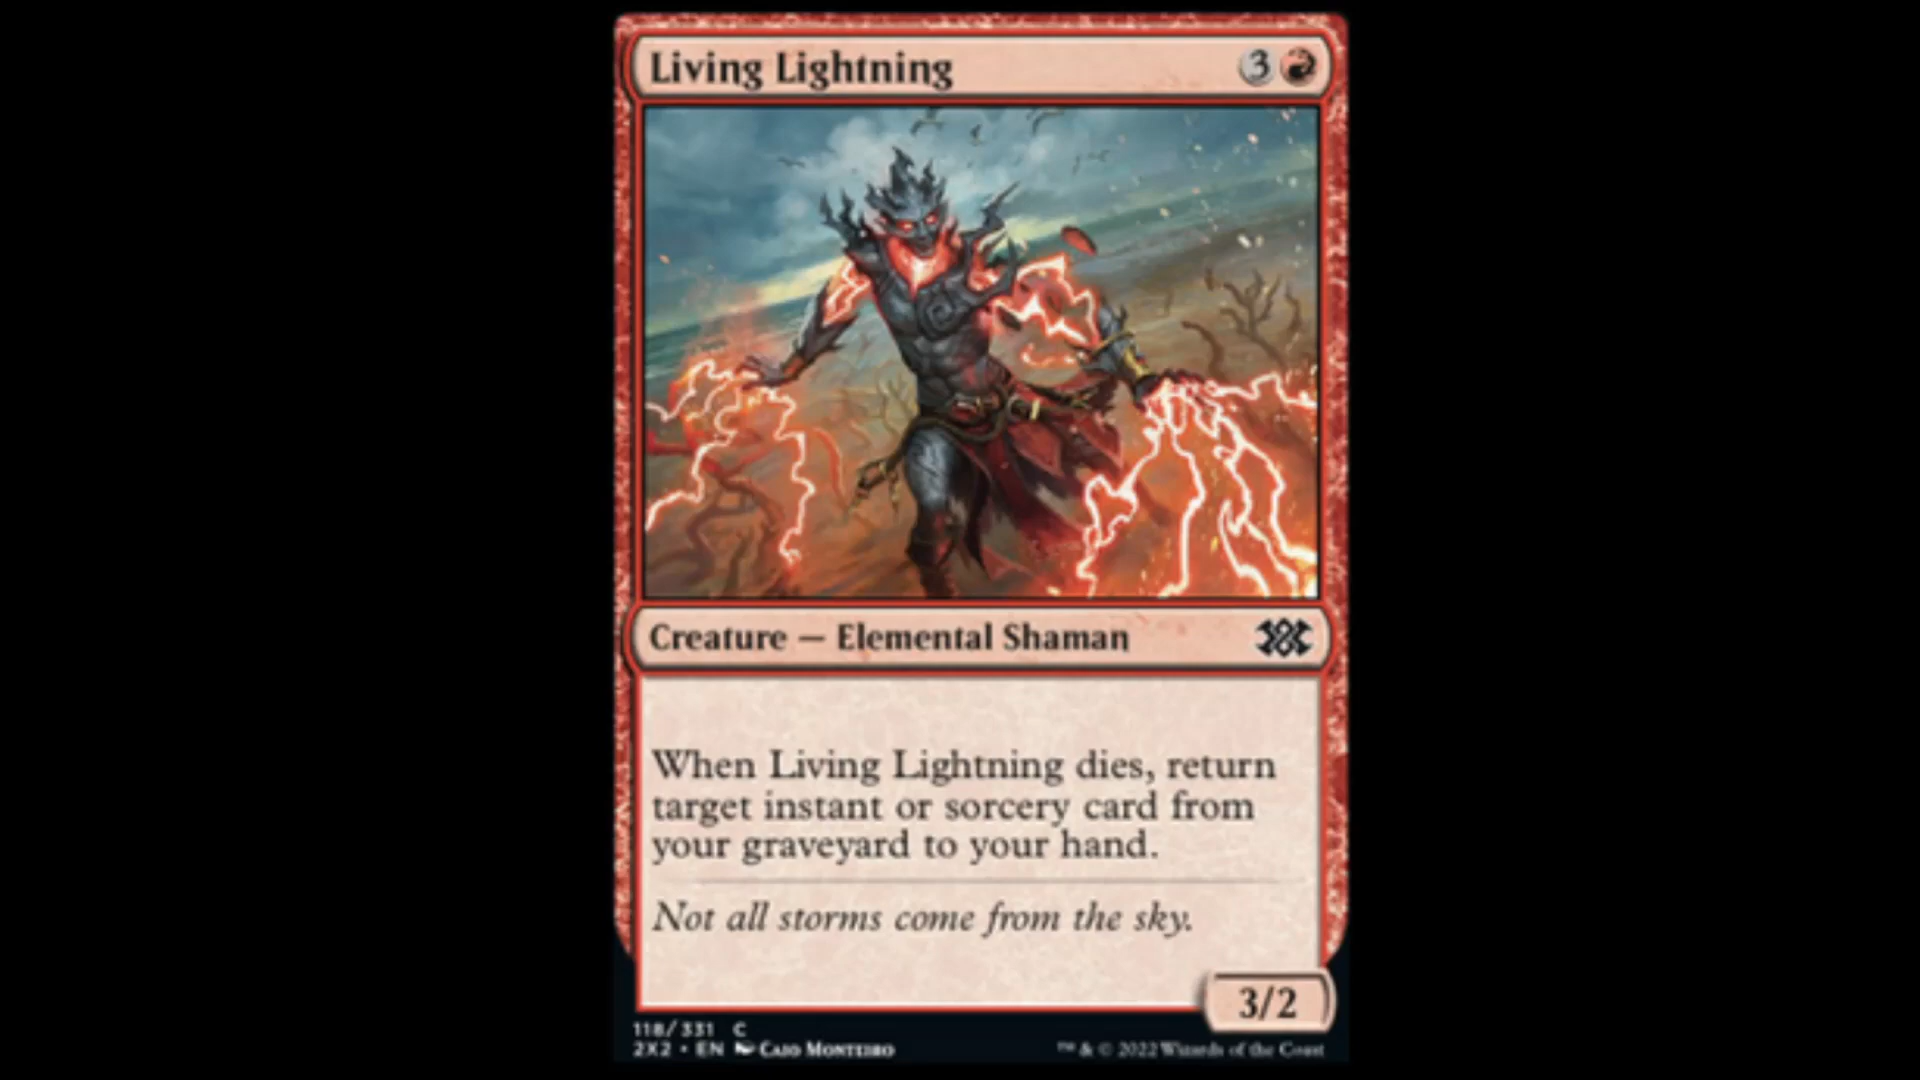 Living Lightning 3
Creature — Elemental Shaman
When Living Lightning dies, return
target instant or sorcery card from
your graveyard to your hand.
Not all storms come from the sky.
3/2
118/331 C
2X2 • EN Caio Monteiro
™ & © 2022 Wizards of the Coast